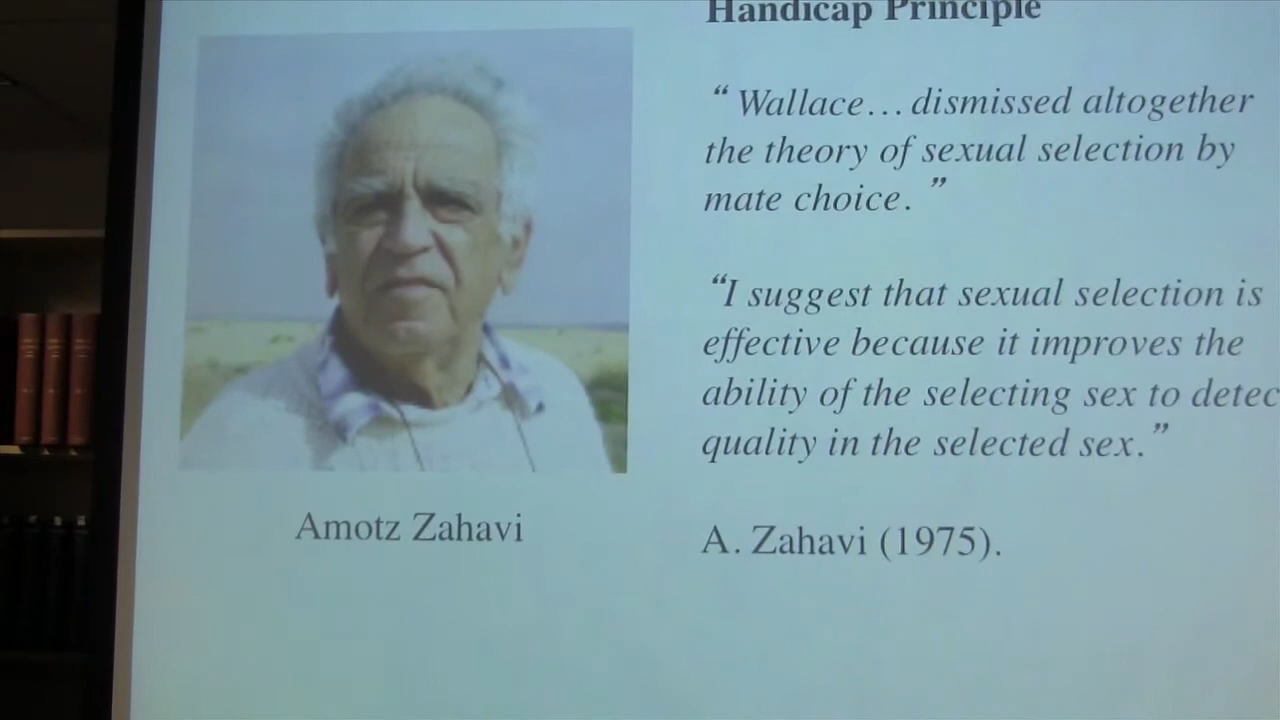 Handicap Principle
“ Wallace… dismissed altogether
the theory of sexual selection by
mate choice. ”
“I suggest that sexual selection is
effective because it improves the
ability of the selecting sex to detec
quality in the selected sex.”
Amotz Zahavi
A. Zahavi (1975).